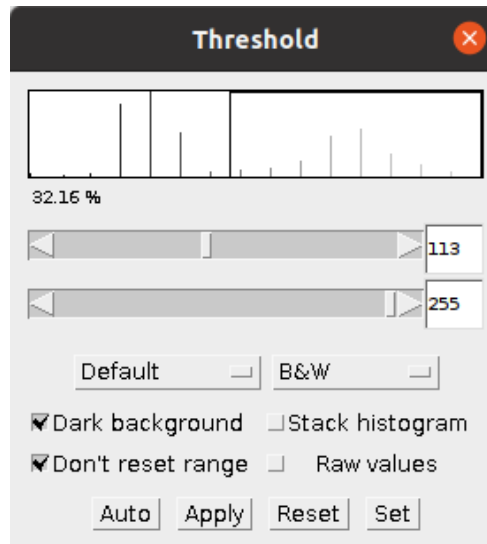 Threshold
32.16 %
113
255
Default B&W
Dark background Stack histogram
Don't reset range Raw values
Auto Apply Reset Set